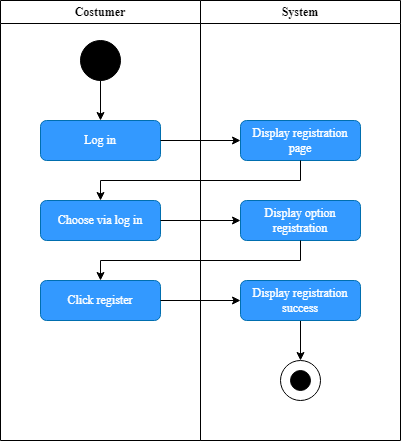 Costumer
System
Log in
Display registration
page
Choose via log in
Display option
registration
Click register
Display registration
success